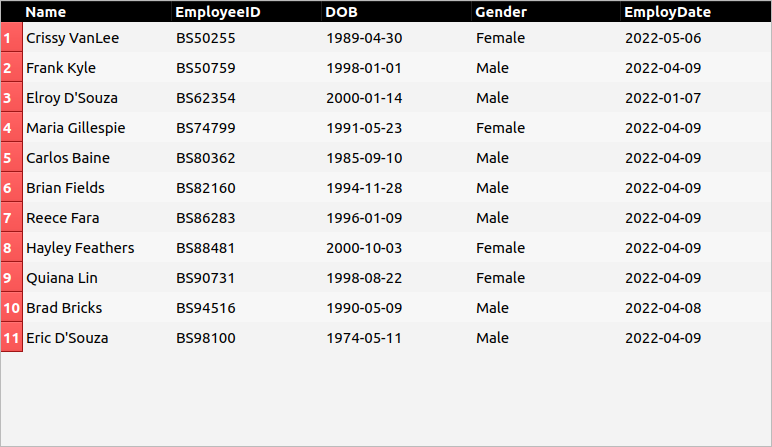 Name EmployeeID DOB Gender EmployDate
1 Crissy VanLee BS50255 1989-04-30 Female 2022-05-06
2 Frank Kyle BS50759 1998-01-01 Male 2022-04-09
3 Elroy D'Souza BS62354 2000-01-14 Male 2022-01-07
4 Maria Gillespie BS74799 1991-05-23 Female 2022-04-09
5 Carlos Baine BS80362 1985-09-10 Male 2022-04-09
6 Brian Fields BS82160 1994-11-28 Male 2022-04-09
7 Reece Fara BS86283 1996-01-09 Male 2022-04-09
8 Hayley Feathers BS88481 2000-10-03 Female 2022-04-09
9 Quiana Lin BS90731 1998-08-22 Female 2022-04-09
10 Brad Bricks BS94516 1990-05-09 Male 2022-04-08
11 Eric D'Souza BS98100 1974-05-11 Male 2022-04-09